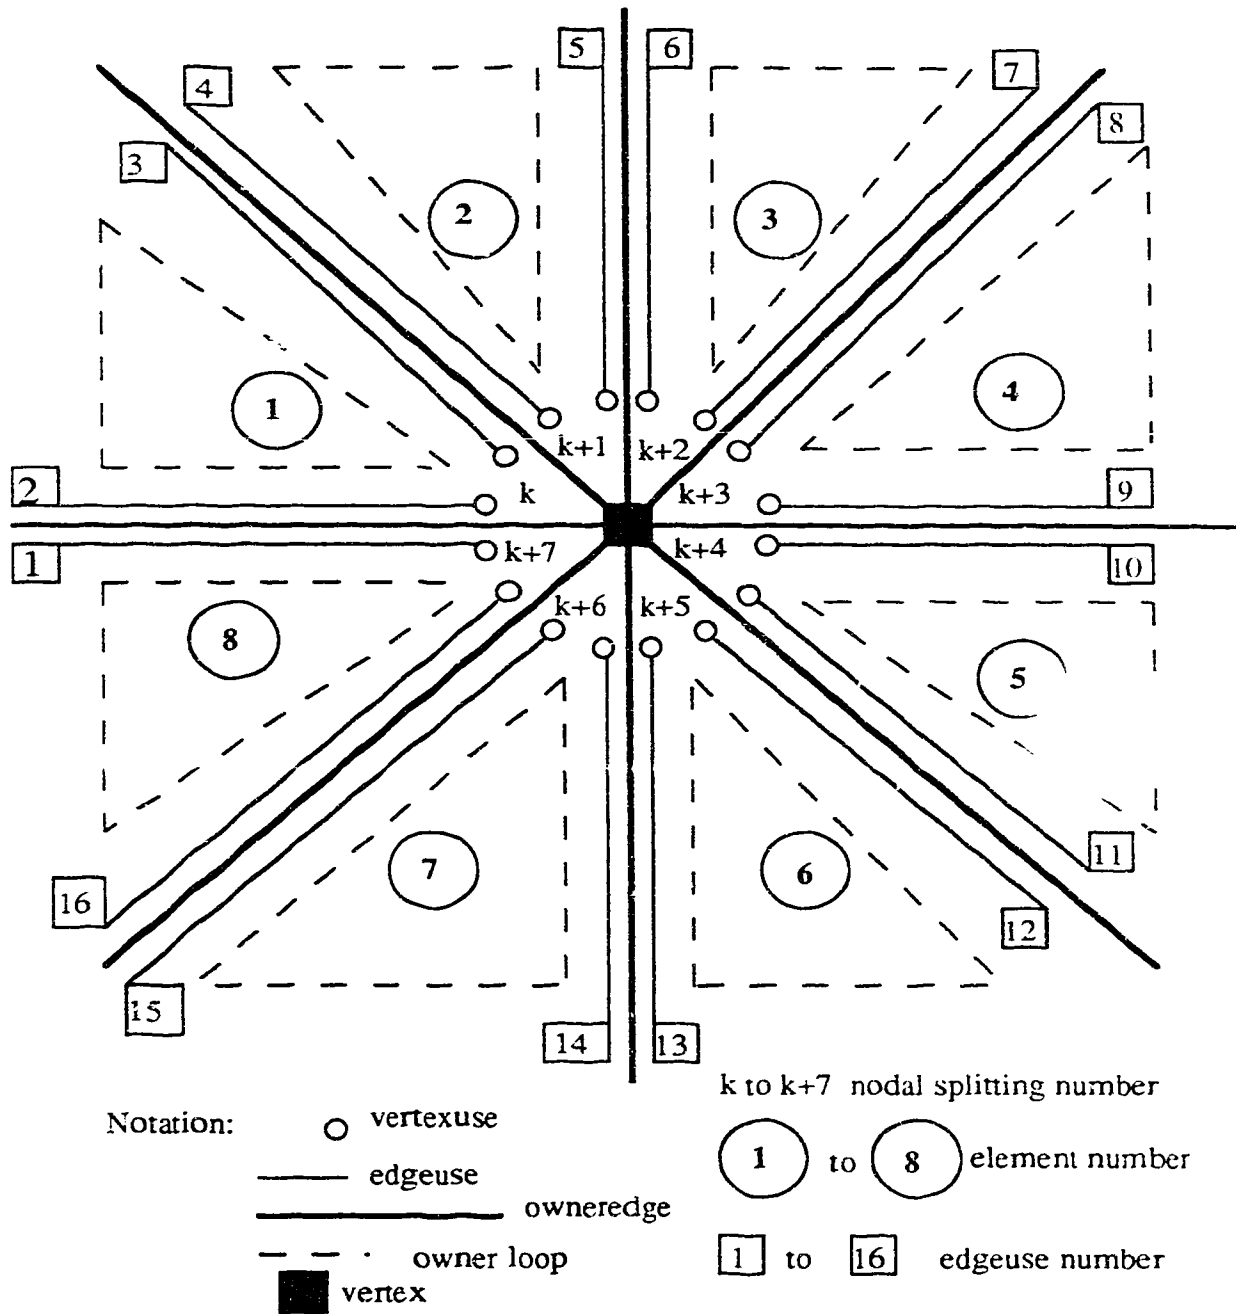 5 6
4 7
3 8
2 3
1 4
k+1 k+2
2 k k+3 9
1 k+7 k+4 10
k+6 k+5
8 5
7 6 11
16 12
15 14 13
k to k+7 nodal splitting number
Notation: vertexuse
1 to 8 element number
edgeuse
owneredge
owner loop 1 to 16 edgeuse number
vertex